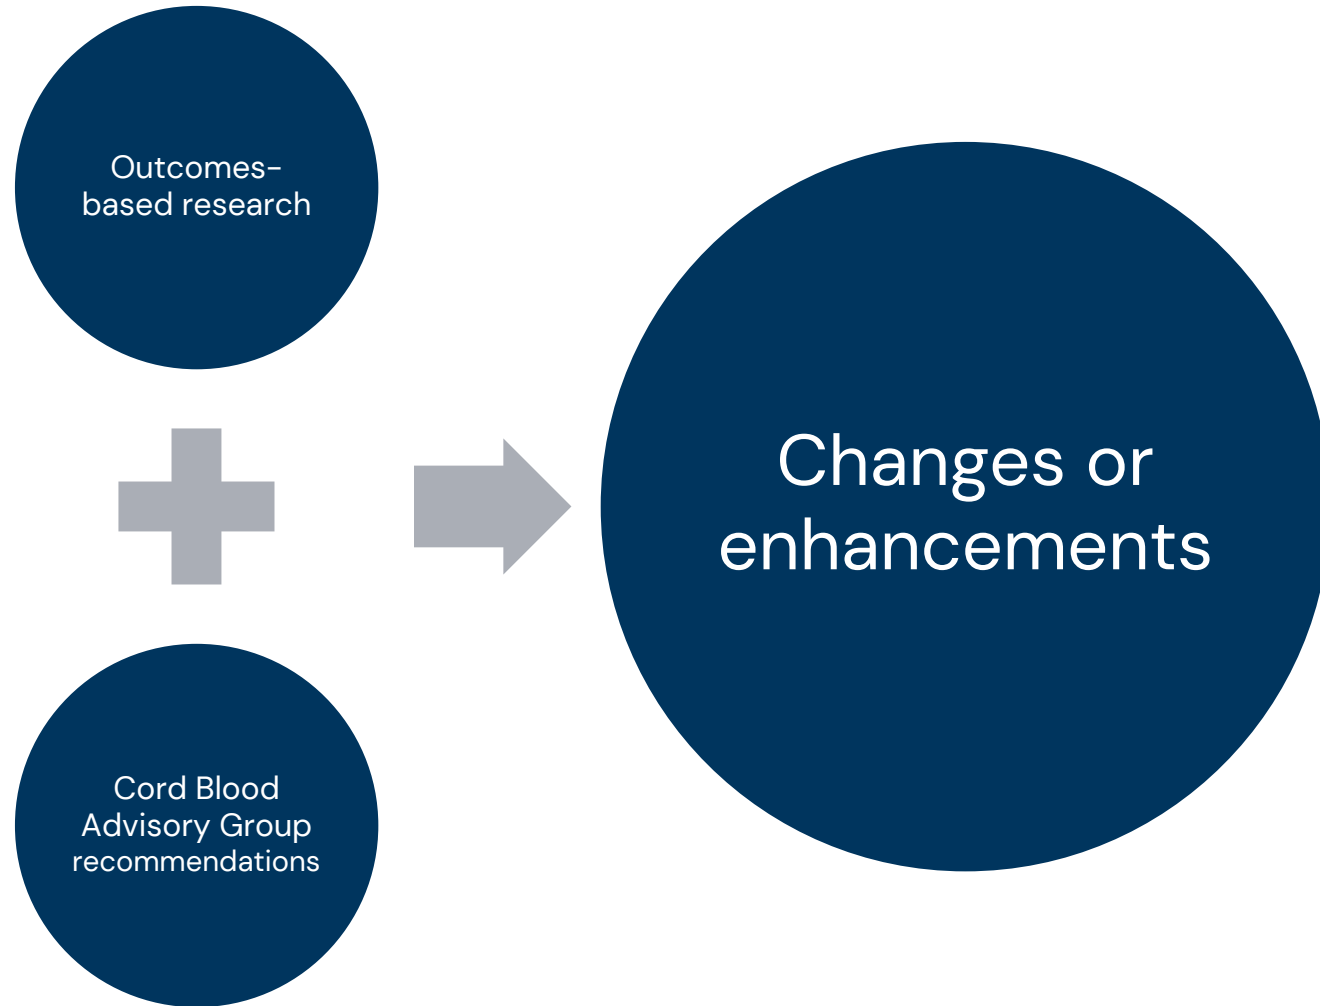 Outcomes-
based research
Cord Blood
Advisory Group
recommendations
Changes or
enhancements